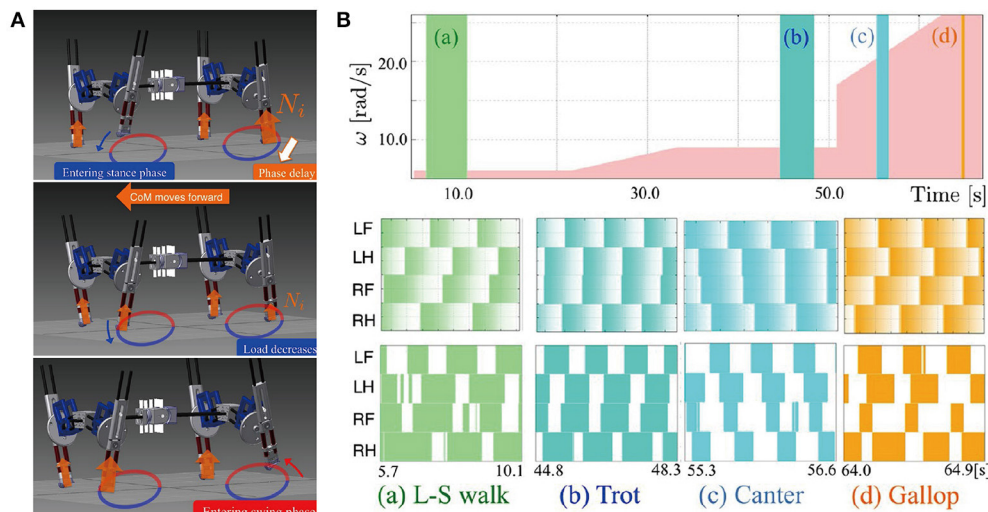 A
N i
Entering stance phase
Phase delay
CoM moves forward
N i
Load decreases
Entering swing phase
B
(a) (b) (c) (d)
ω [rad/s]
20.0
10.0
10.0 30.0 50.0 Time [s]
LF
LH
RF
RH
LF
LH
RF
RH
5.7 10.1 44.8 48.3 55.3 56.6 64.0 64.9[s]
(a) L-S walk (b) Trot (c) Canter (d) Gallop